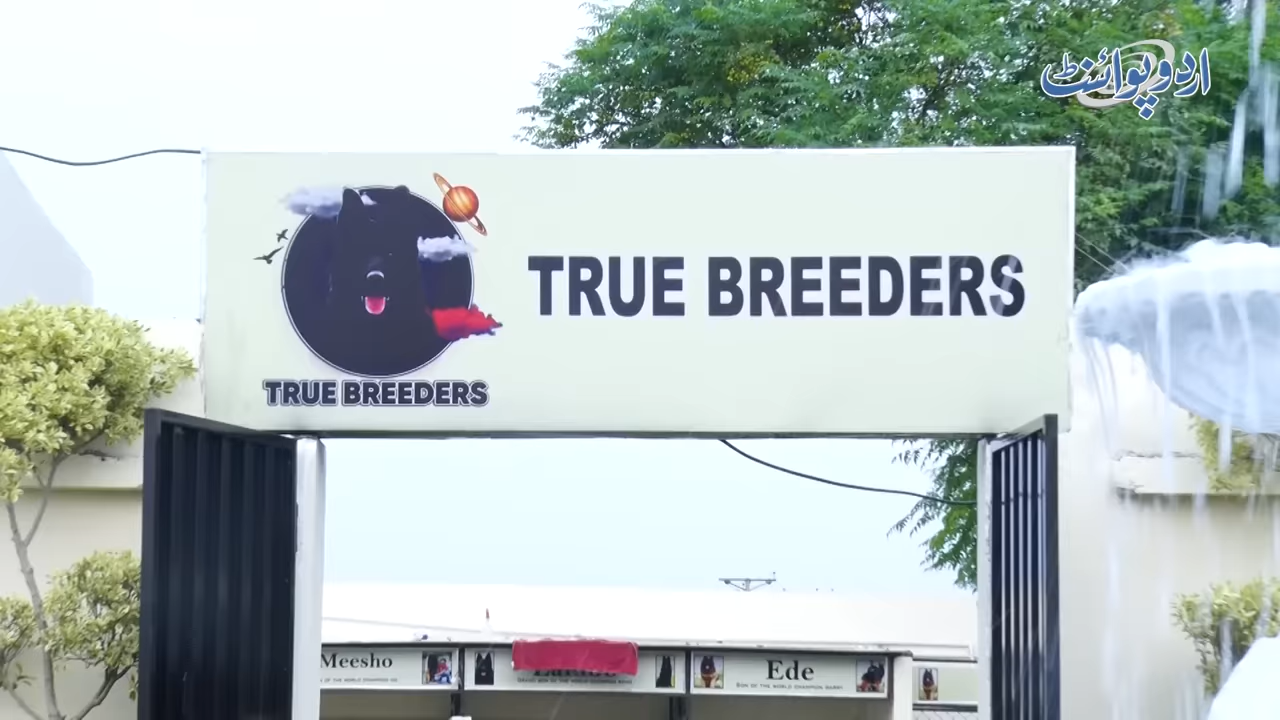 اردو پوائنٹ
TRUE BREEDERS
TRUE BREEDERS
Meesho
Ede
SON OF THE WORLD CHAMPION